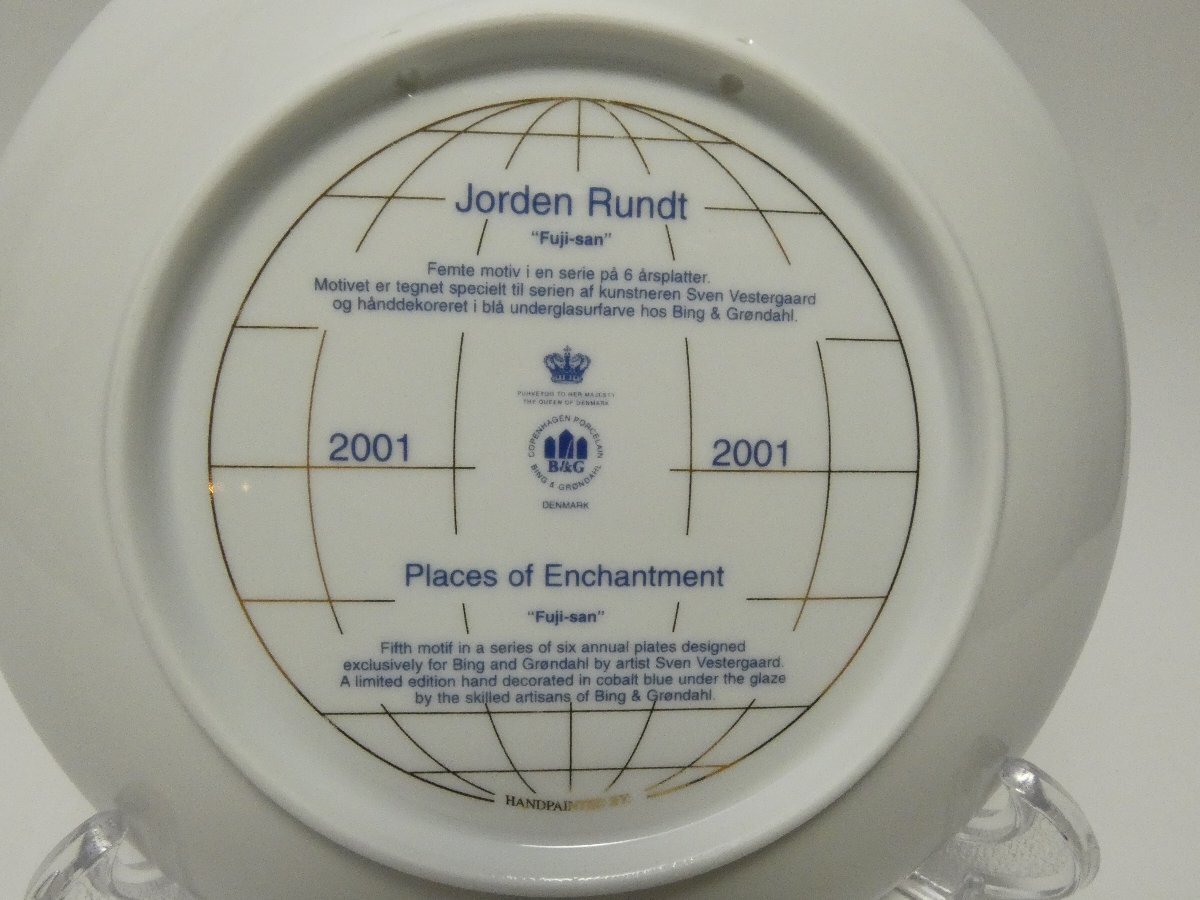 Jorden Rundt
"Fuji-san"
Femte motiv i en serie på 6 årsplatter.
Motivet er tegnet specielt til serien af kunstneren Sven Vestergaard
og hånddekoreret i blå underglasurfarve hos Bing & Grøndahl.
PURVEYOR TO HER MAJESTY
THE QUEEN OF DENMARK
2001
COPENHAGEN PORCELAIN
B&G
BING & GRØNDAHL
2001
DENMARK
Places of Enchantment
"Fuji-san"
Fifth motif in a series of six annual plates designed
exclusively for Bing and Grøndahl by artist Sven Vestergaard.
A limited edition hand decorated in cobalt blue under the glaze
by the skilled artisans of Bing & Grøndahl.
HANDPAINTED BY: